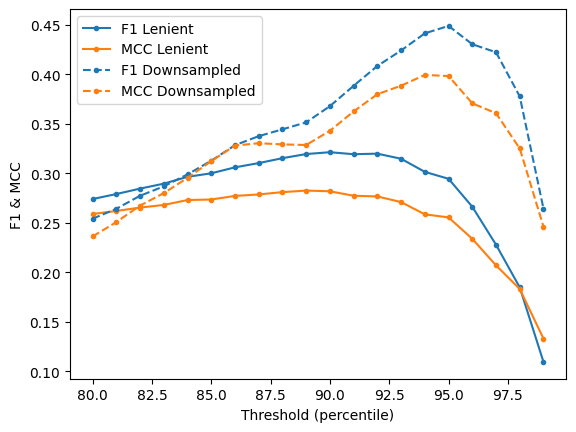 F1 Lenient
MCC Lenient
F1 Downsampled
MCC Downsampled
0.45
0.40
0.35
0.30
0.25
0.20
0.15
0.10
F1 & MCC
80.0 82.5 85.0 87.5 90.0 92.5 95.0 97.5
Threshold (percentile)